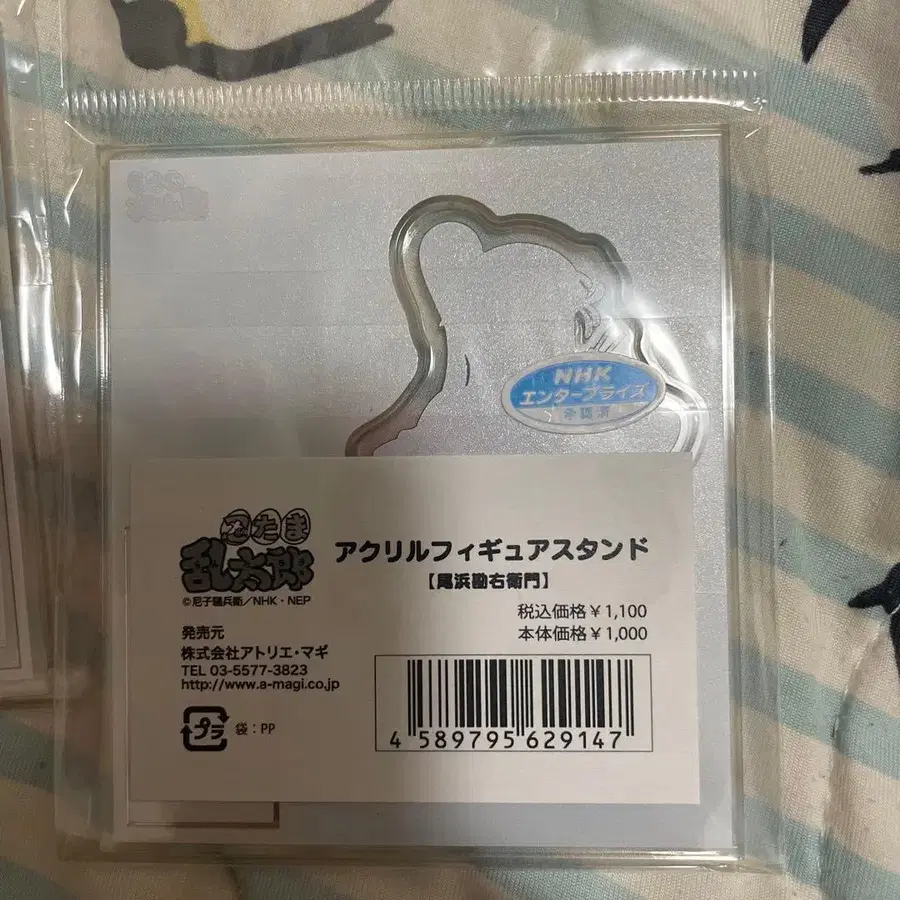 NHK
エンタープライズ
承認済
忍たま
乱太郎
©尼子騒兵衛／NHK・NEP
アクリルフィギュアスタンド
【尾浜勘右衛門】
税込価格￥1,100
本体価格￥1,000
発売元
株式会社アトリエ・マギ
TEL 03-5577-3823
http://www.a-magi.co.jp
プラ
袋：PP
4 589795 629147